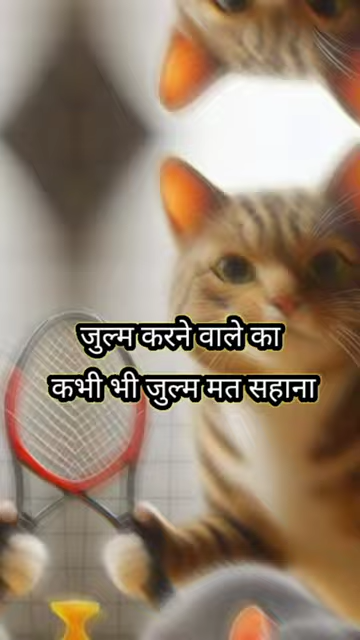 जुल्म करने वाले का
कभी भी जुल्म मत सहाना